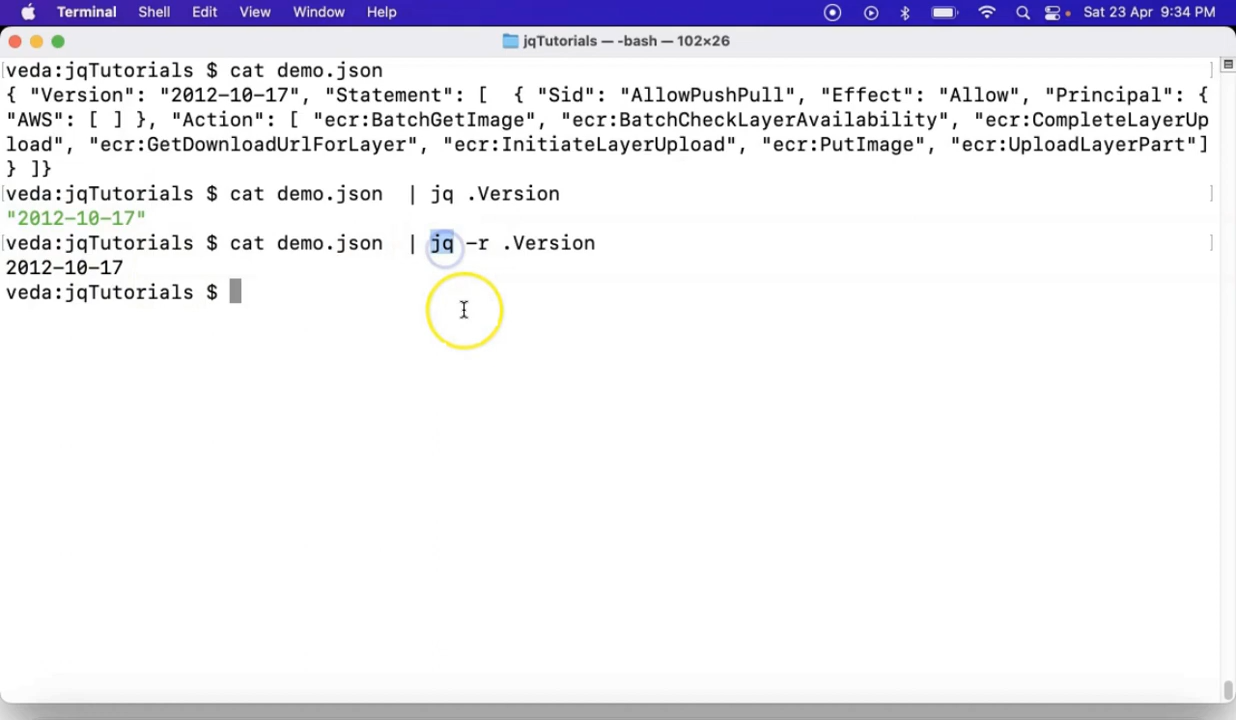 Terminal Shell Edit View Window Help Sat 23 Apr 9:34 PM
jqTutorials — -bash — 102×26
veda:jqTutorials $ cat demo.json
{ "Version": "2012-10-17", "Statement": [  { "Sid": "AllowPushPull", "Effect": "Allow", "Principal": {
"AWS": [ ] }, "Action": [ "ecr:BatchGetImage", "ecr:BatchCheckLayerAvailability", "ecr:CompleteLayerUp
load", "ecr:GetDownloadUrlForLayer", "ecr:InitiateLayerUpload", "ecr:PutImage", "ecr:UploadLayerPart"]
} ]}
veda:jqTutorials $ cat demo.json  | jq .Version
"2012-10-17"
veda:jqTutorials $ cat demo.json  | jq -r .Version
2012-10-17
veda:jqTutorials $